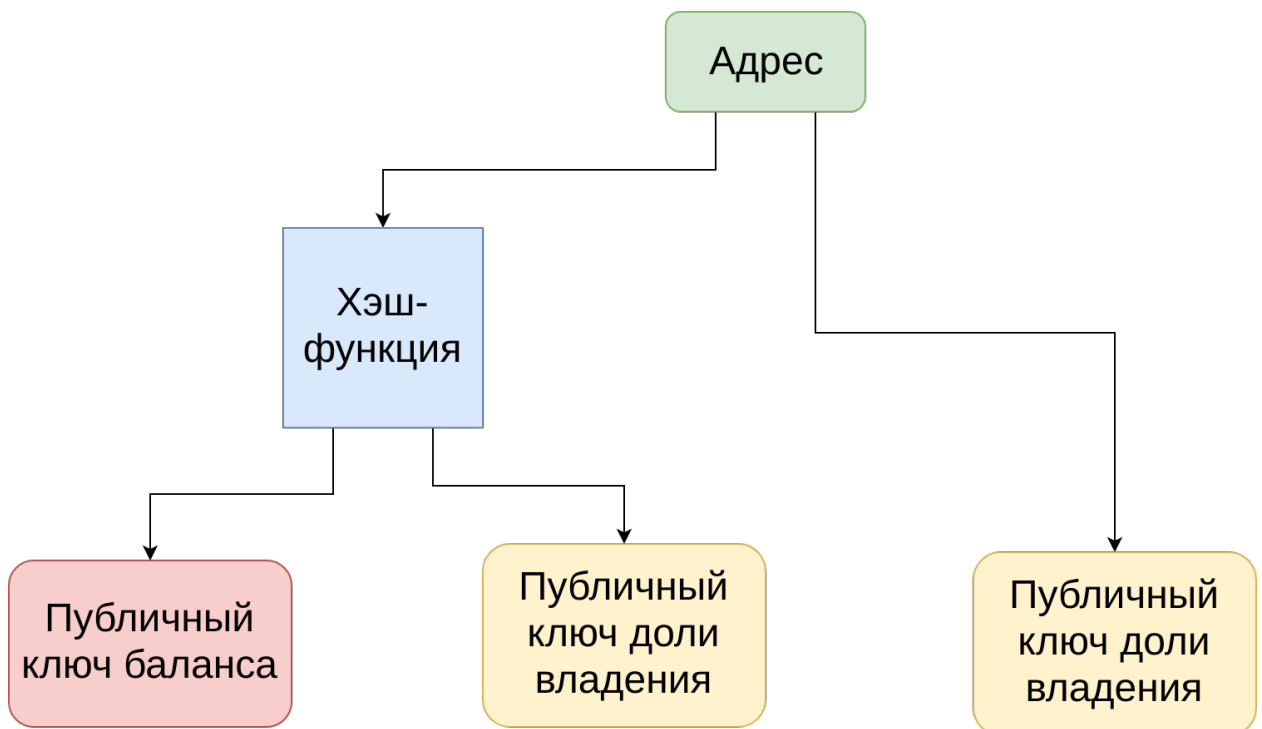 Адрес
Хэш-
функция
Публичный
ключ баланса
Публичный
ключ доли
владения
Публичный
ключ доли
владения